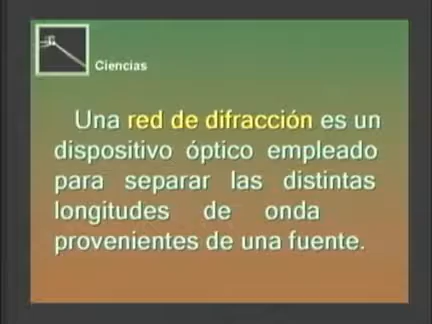 Ciencias
Una red de difracción es un
dispositivo óptico empleado
para separar las distintas
longitudes de onda
provenientes de una fuente.